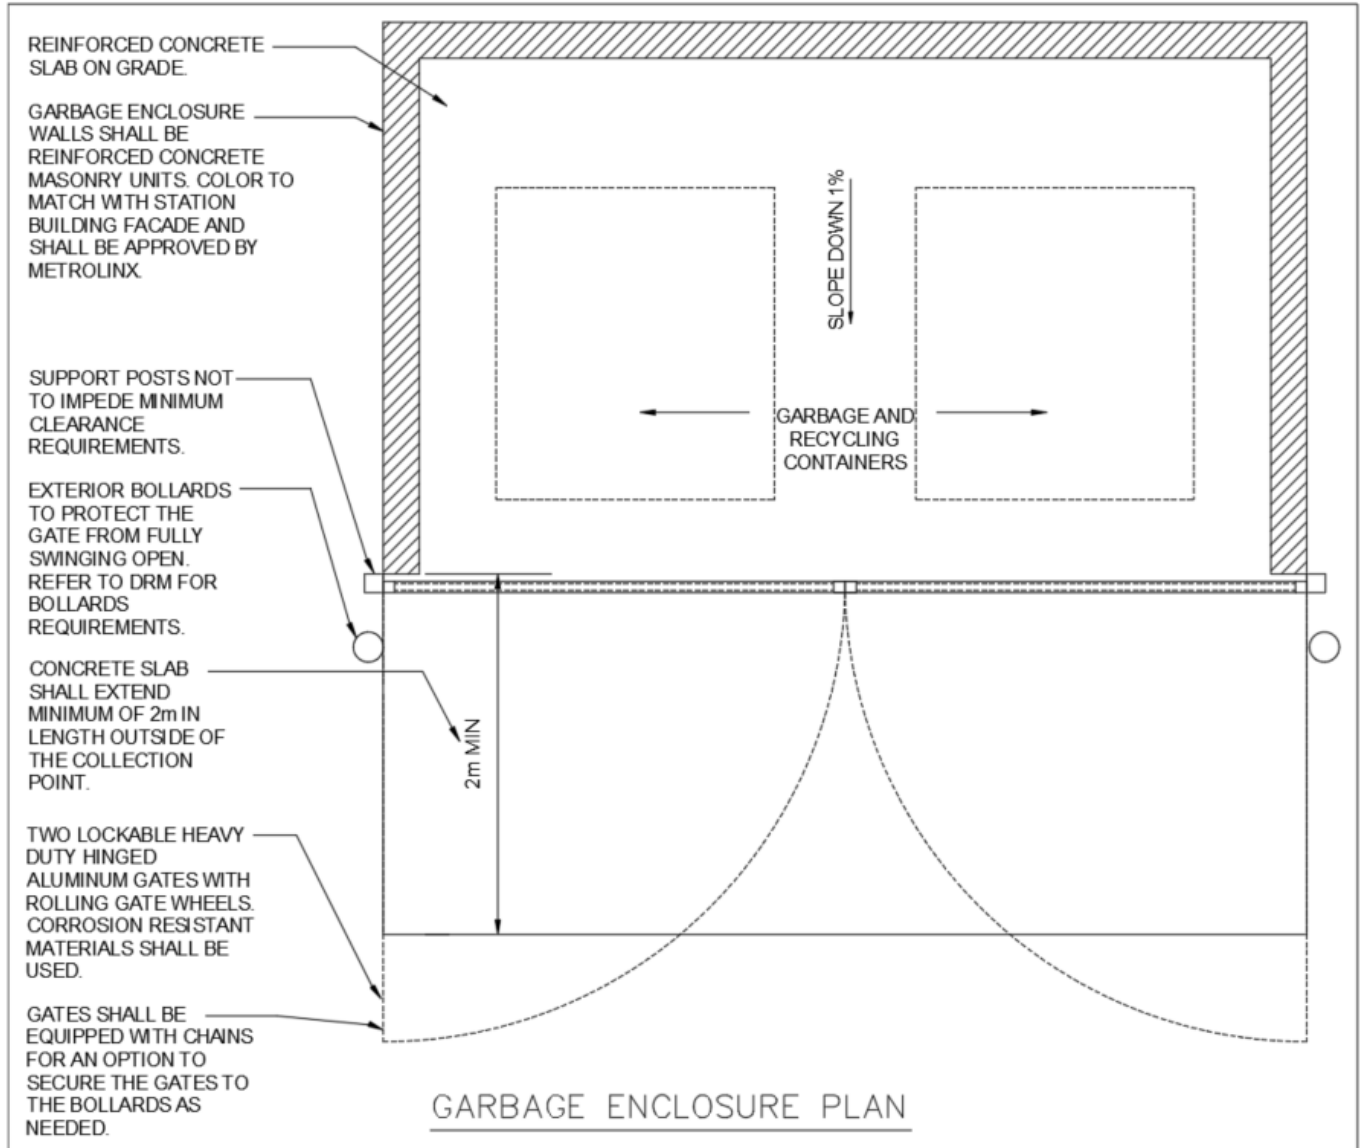 REINFORCED CONCRETE
SLAB ON GRADE.
GARBAGE ENCLOSURE
WALLS SHALL BE
REINFORCED CONCRETE
MASONRY UNITS. COLOR TO
MATCH WITH STATION
BUILDING FACADE AND
SHALL BE APPROVED BY
METROLINX.
SUPPORT POSTS NOT
TO IMPEDE MINIMUM
CLEARANCE
REQUIREMENTS.
EXTERIOR BOLLARDS
TO PROTECT THE
GATE FROM FULLY
SWINGING OPEN.
REFER TO DRM FOR
BOLLARDS
REQUIREMENTS.
CONCRETE SLAB
SHALL EXTEND
MINIMUM OF 2m IN
LENGTH OUTSIDE OF
THE COLLECTION
POINT.
TWO LOCKABLE HEAVY
DUTY HINGED
ALUMINUM GATES WITH
ROLLING GATE WHEELS.
CORROSION RESISTANT
MATERIALS SHALL BE
USED.
GATES SHALL BE
EQUIPPED WITH CHAINS
FOR AN OPTION TO
SECURE THE GATES TO
THE BOLLARDS AS
NEEDED.
SLOPE DOWN 1%
GARBAGE AND
RECYCLING
CONTAINERS
2m MIN
GARBAGE ENCLOSURE PLAN